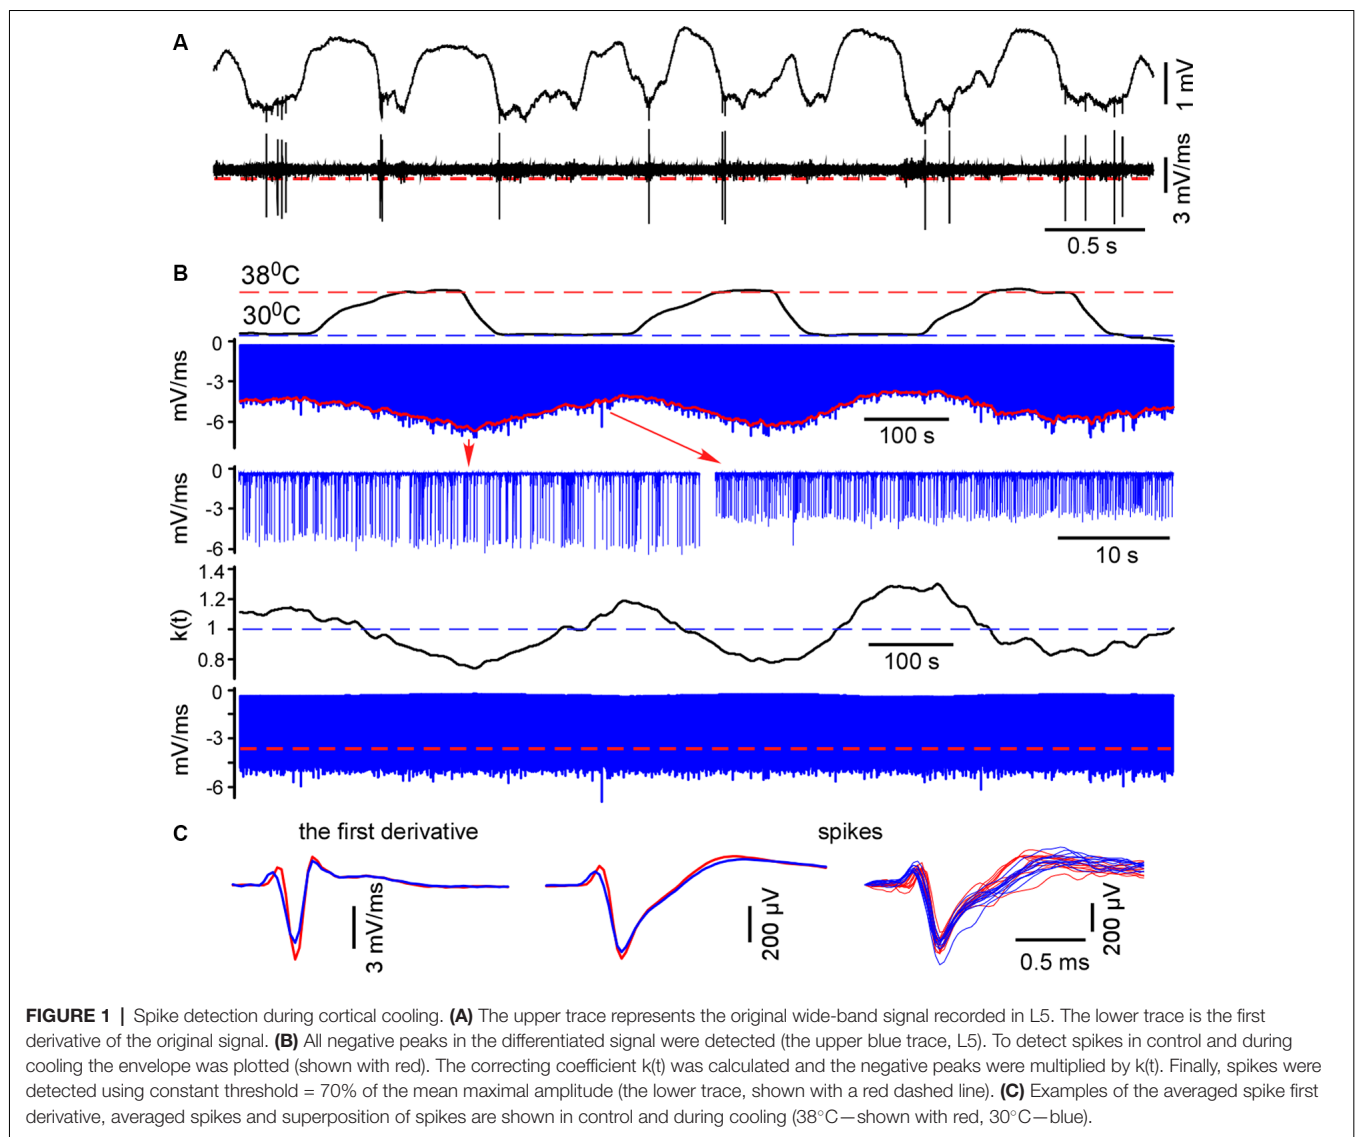 A
1 mV
3 mV/ms
0.5 s
B
38⁰C
30⁰C
0
-3
-6
mV/ms
100 s
0
-3
-6
mV/ms
10 s
1.4
1.2
1
0.8
k(t)
100 s
0
-3
-6
mV/ms
C
the first derivative
spikes
3 mV/ms
200 µV
200 µV
0.5 ms
FIGURE 1 | Spike detection during cortical cooling. (A) The upper trace represents the original wide-band signal recorded in L5. The lower trace is the first
derivative of the original signal. (B) All negative peaks in the differentiated signal were detected (the upper blue trace, L5). To detect spikes in control and during
cooling the envelope was plotted (shown with red). The correcting coefficient k(t) was calculated and the negative peaks were multiplied by k(t). Finally, spikes were
detected using constant threshold = 70% of the mean maximal amplitude (the lower trace, shown with a red dashed line). (C) Examples of the averaged spike first
derivative, averaged spikes and superposition of spikes are shown in control and during cooling (38°C—shown with red, 30°C—blue).